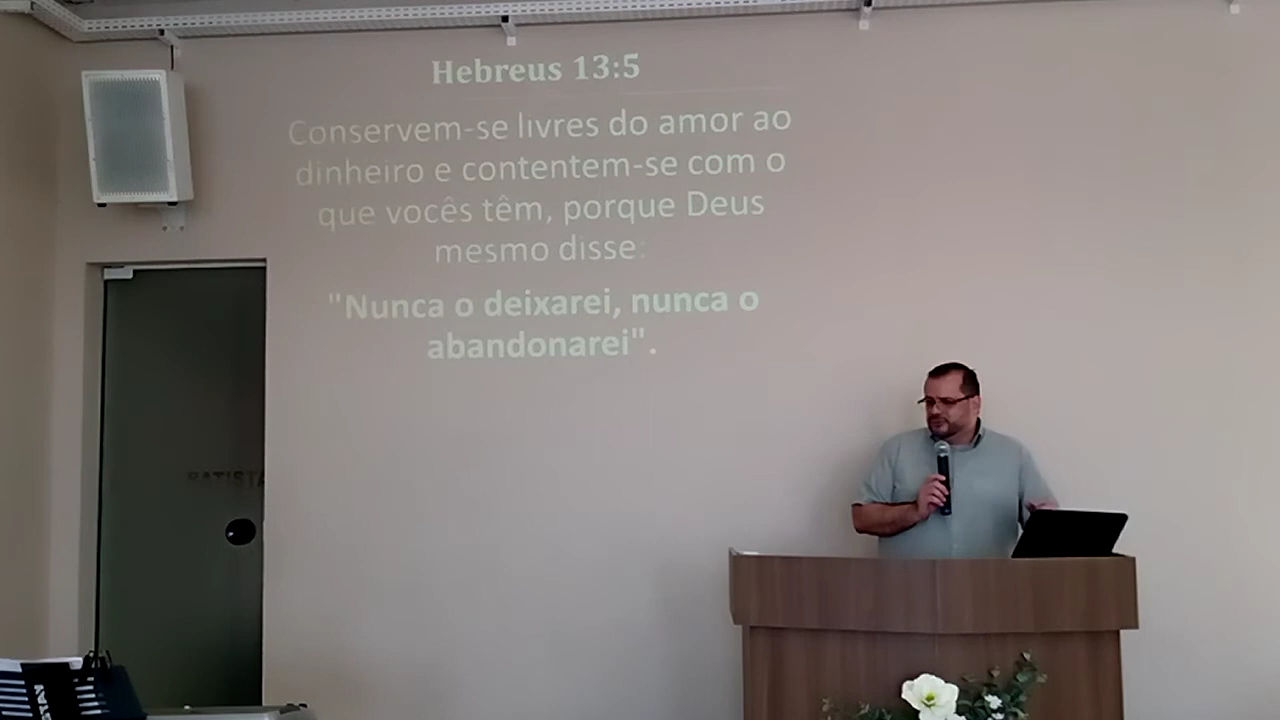 Hebreus 13:5
Conservem-se livres do amor ao
dinheiro e contentem-se com o
que vocês têm, porque Deus
mesmo disse:
"Nunca o deixarei, nunca o
abandonarei".
BATISTA